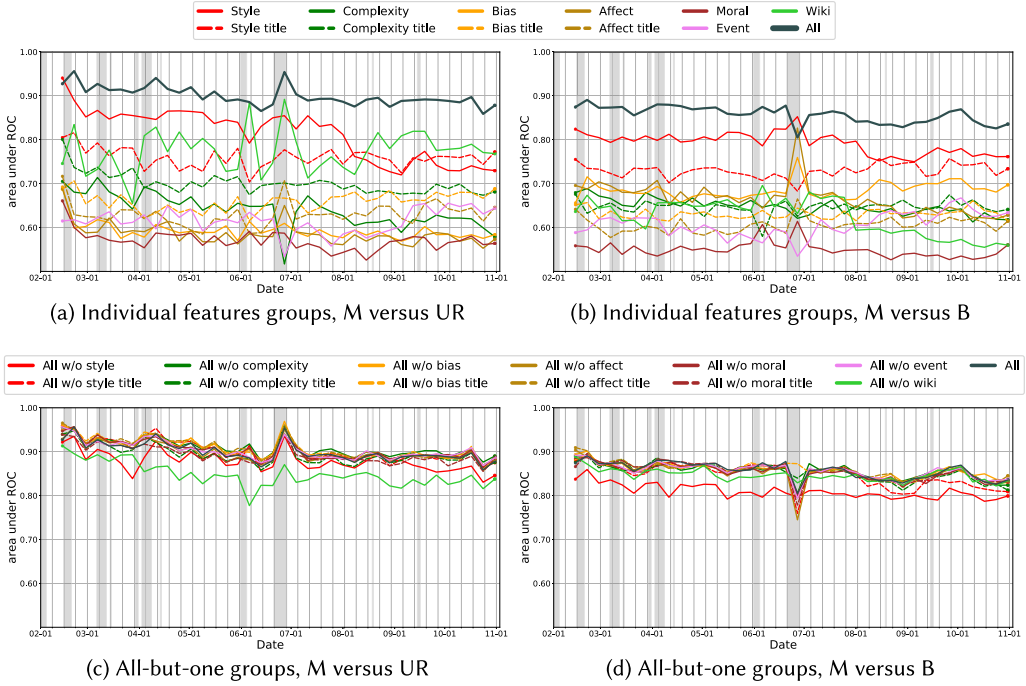 Style Complexity Bias Affect Moral Wiki
Style title Complexity title Bias title Affect title Event All
area under ROC
1.00
0.90
0.80
0.70
0.60
02-01 03-01 04-01 05-01 06-01 07-01 08-01 09-01 10-01 11-01
Date
(a) Individual features groups, M versus UR
area under ROC
1.00
0.90
0.80
0.70
0.60
02-01 03-01 04-01 05-01 06-01 07-01 08-01 09-01 10-01 11-01
Date
(b) Individual features groups, M versus B
All w/o style All w/o complexity All w/o bias All w/o affect All w/o moral All w/o event All
All w/o style title All w/o complexity title All w/o bias title All w/o affect title All w/o moral title All w/o wiki
area under ROC
1.00
0.90
0.80
0.70
0.60
02-01 03-01 04-01 05-01 06-01 07-01 08-01 09-01 10-01 11-01
Date
(c) All-but-one groups, M versus UR
area under ROC
1.00
0.90
0.80
0.70
0.60
02-01 03-01 04-01 05-01 06-01 07-01 08-01 09-01 10-01 11-01
Date
(d) All-but-one groups, M versus B